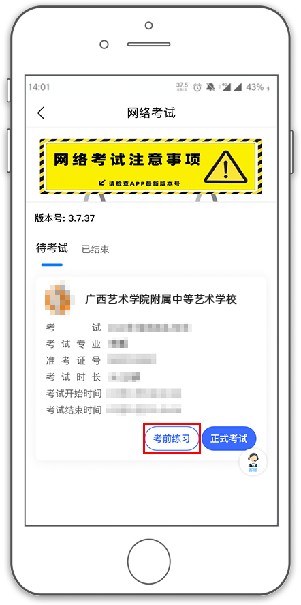 14:01
43%
网络考试
网络考试注意事项
版本号: 3.7.37
待考试 已结束
广西艺术学院附属中等艺术学校
考试
考试专业
准考证号
考试时长
考试开始时间
考试结束时间
考前练习 正式考试